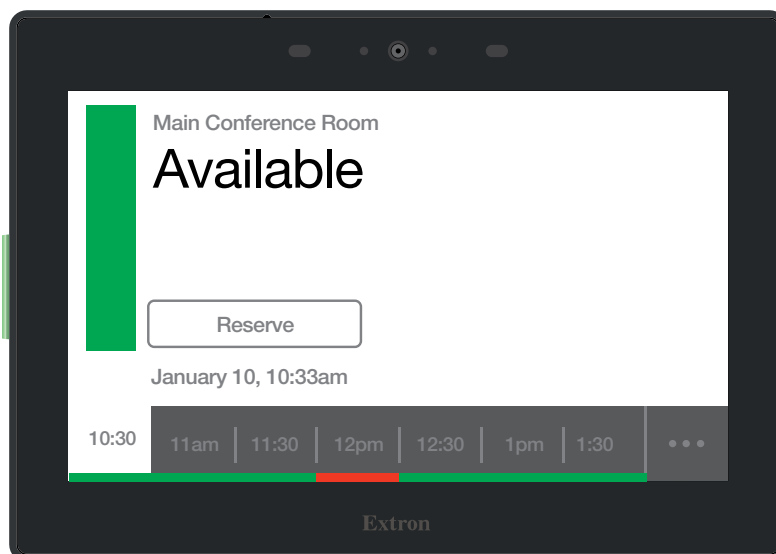 Main Conference Room
Available
Reserve
January 10, 10:33am
10:30 11am 11:30 12pm 12:30 1pm 1:30
Extron